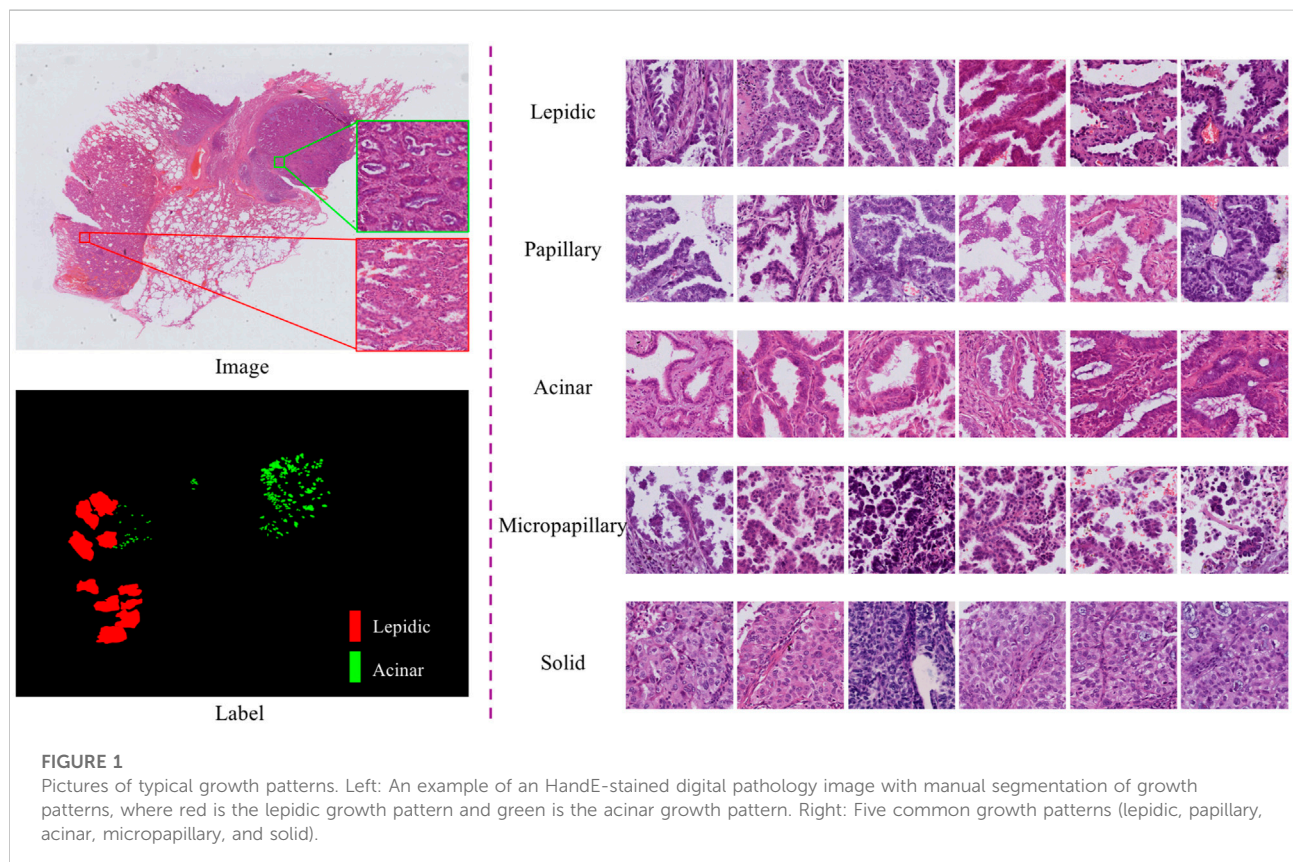 Image
Lepidic
Acinar
Label
Lepidic
Papillary
Acinar
Micropapillary
Solid
FIGURE 1
Pictures of typical growth patterns. Left: An example of an HandE-stained digital pathology image with manual segmentation of growth
patterns, where red is the lepidic growth pattern and green is the acinar growth pattern. Right: Five common growth patterns (lepidic, papillary,
acinar, micropapillary, and solid).